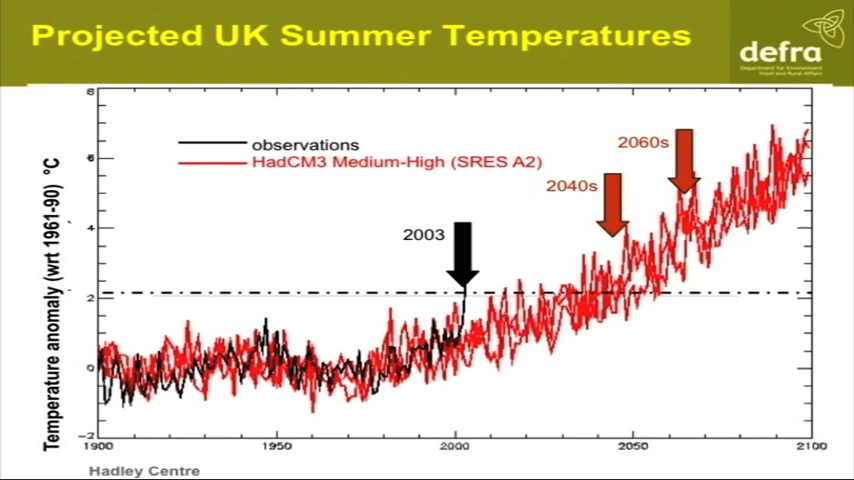 Projected UK Summer Temperatures
defra
Department for Environment
Food and Rural Affairs
Temperature anomaly (wrt 1961-90) °C
8
6
4
2
0
-2
observations
HadCM3 Medium-High (SRES A2)
2003
2040s
2060s
1900
1950
2000
2050
2100
Hadley Centre